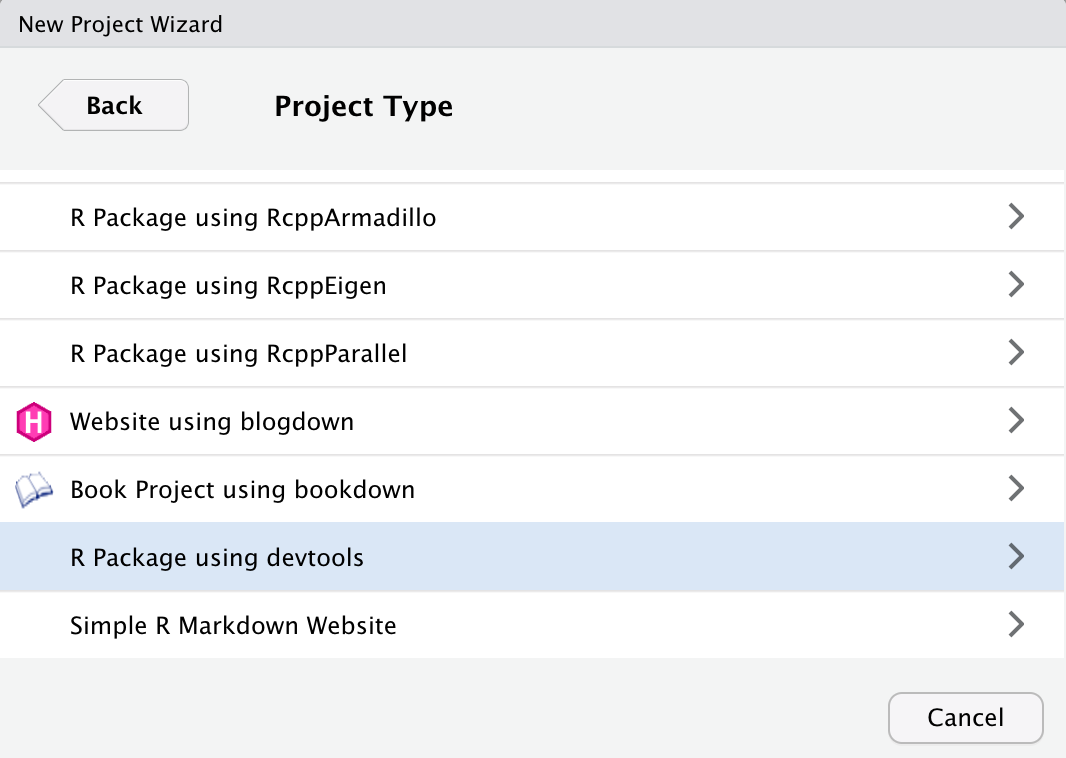 New Project Wizard
Back
Project Type
R Package using RcppArmadillo
R Package using RcppEigen
R Package using RcppParallel
H
Website using blogdown
Book Project using bookdown
R Package using devtools
Simple R Markdown Website
Cancel